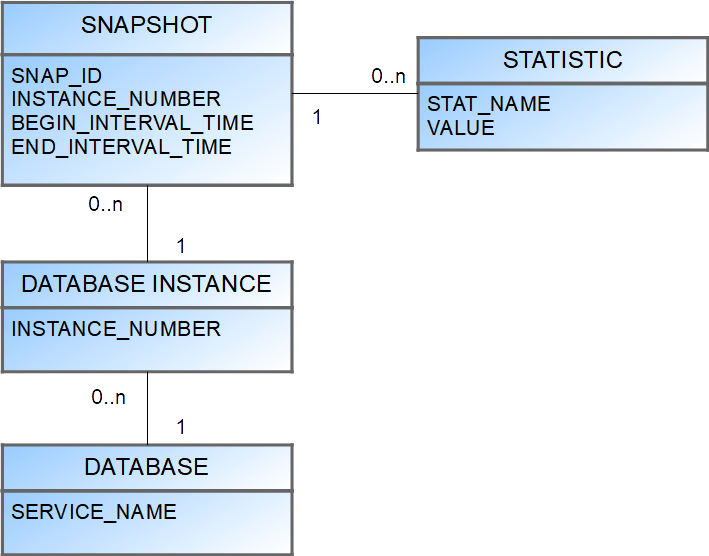 SNAPSHOT
SNAP_ID
INSTANCE_NUMBER
BEGIN_INTERVAL_TIME
END_INTERVAL_TIME
0..n
1
STATISTIC
STAT_NAME
VALUE
0..n
1
DATABASE INSTANCE
INSTANCE_NUMBER
0..n
1
DATABASE
SERVICE_NAME